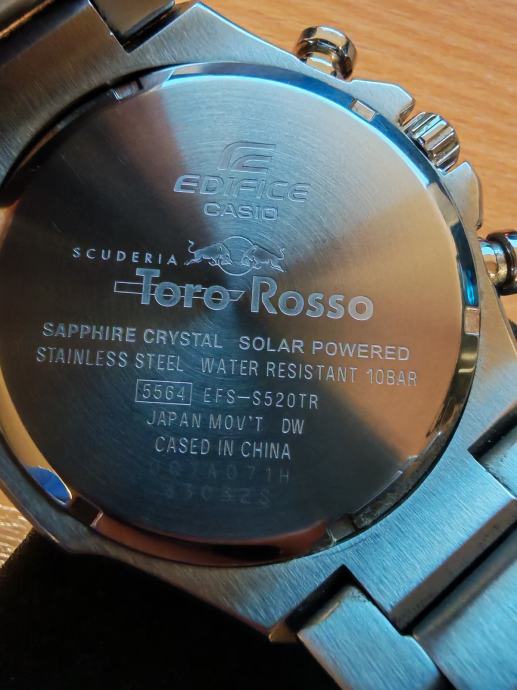 EDIFICE
CASIO
SCUDERIA
Toro Rosso
SAPPHIRE CRYSTAL SOLAR POWERED
STAINLESS STEEL WATER RESISTANT 10BAR
5564 EFS-S520TR
JAPAN MOV'T DW
CASED IN CHINA